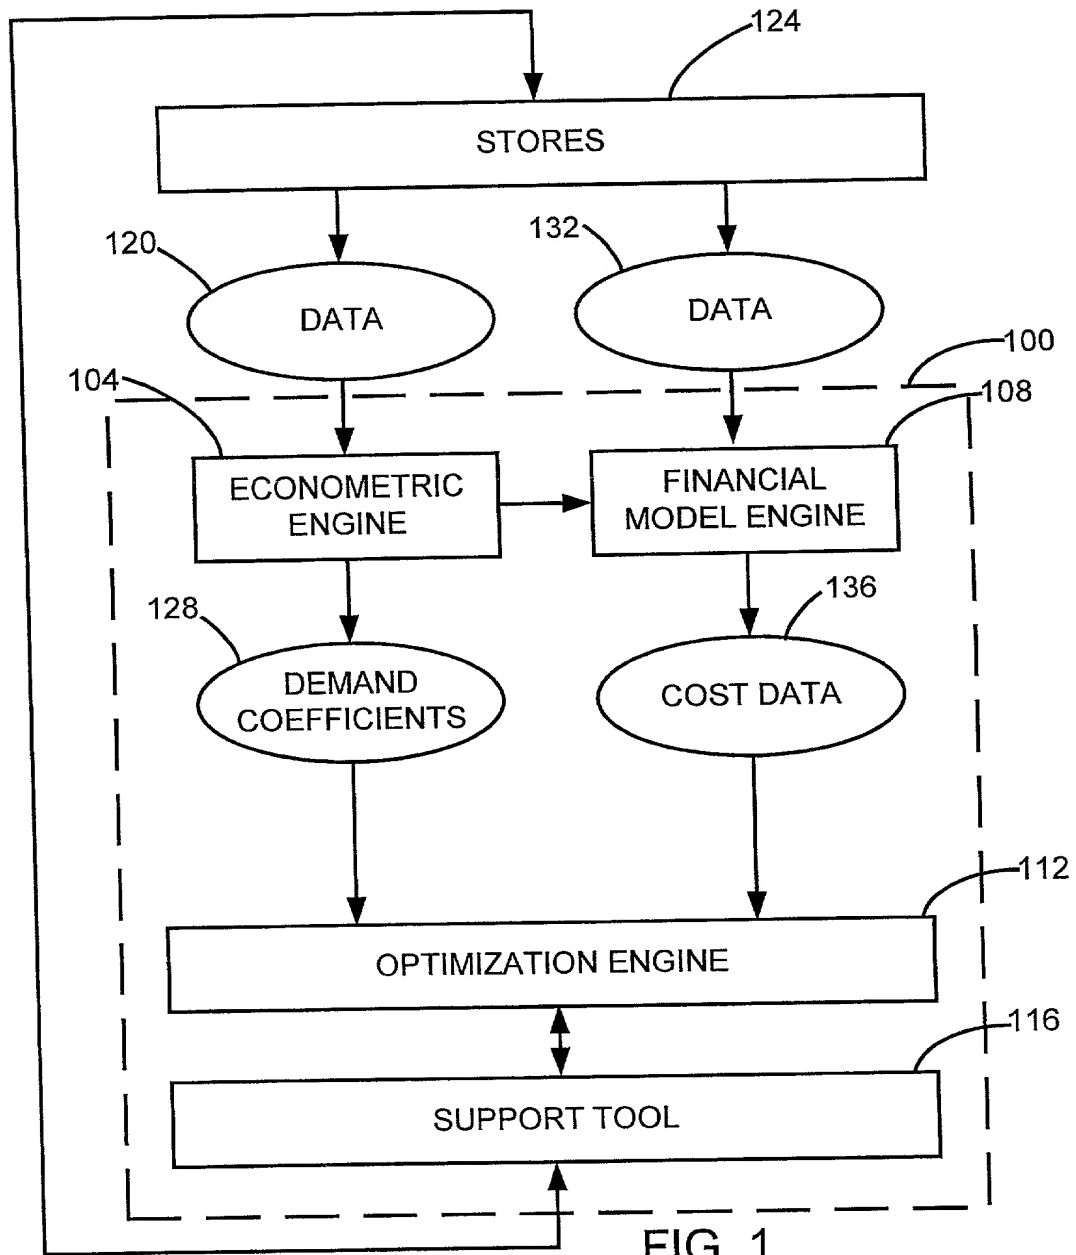 124
STORES
120
132
DATA
DATA
100
104
108
ECONOMETRIC
ENGINE
FINANCIAL
MODEL ENGINE
128
136
DEMAND
COEFFICIENTS
COST DATA
112
OPTIMIZATION ENGINE
116
SUPPORT TOOL
FIG. 1